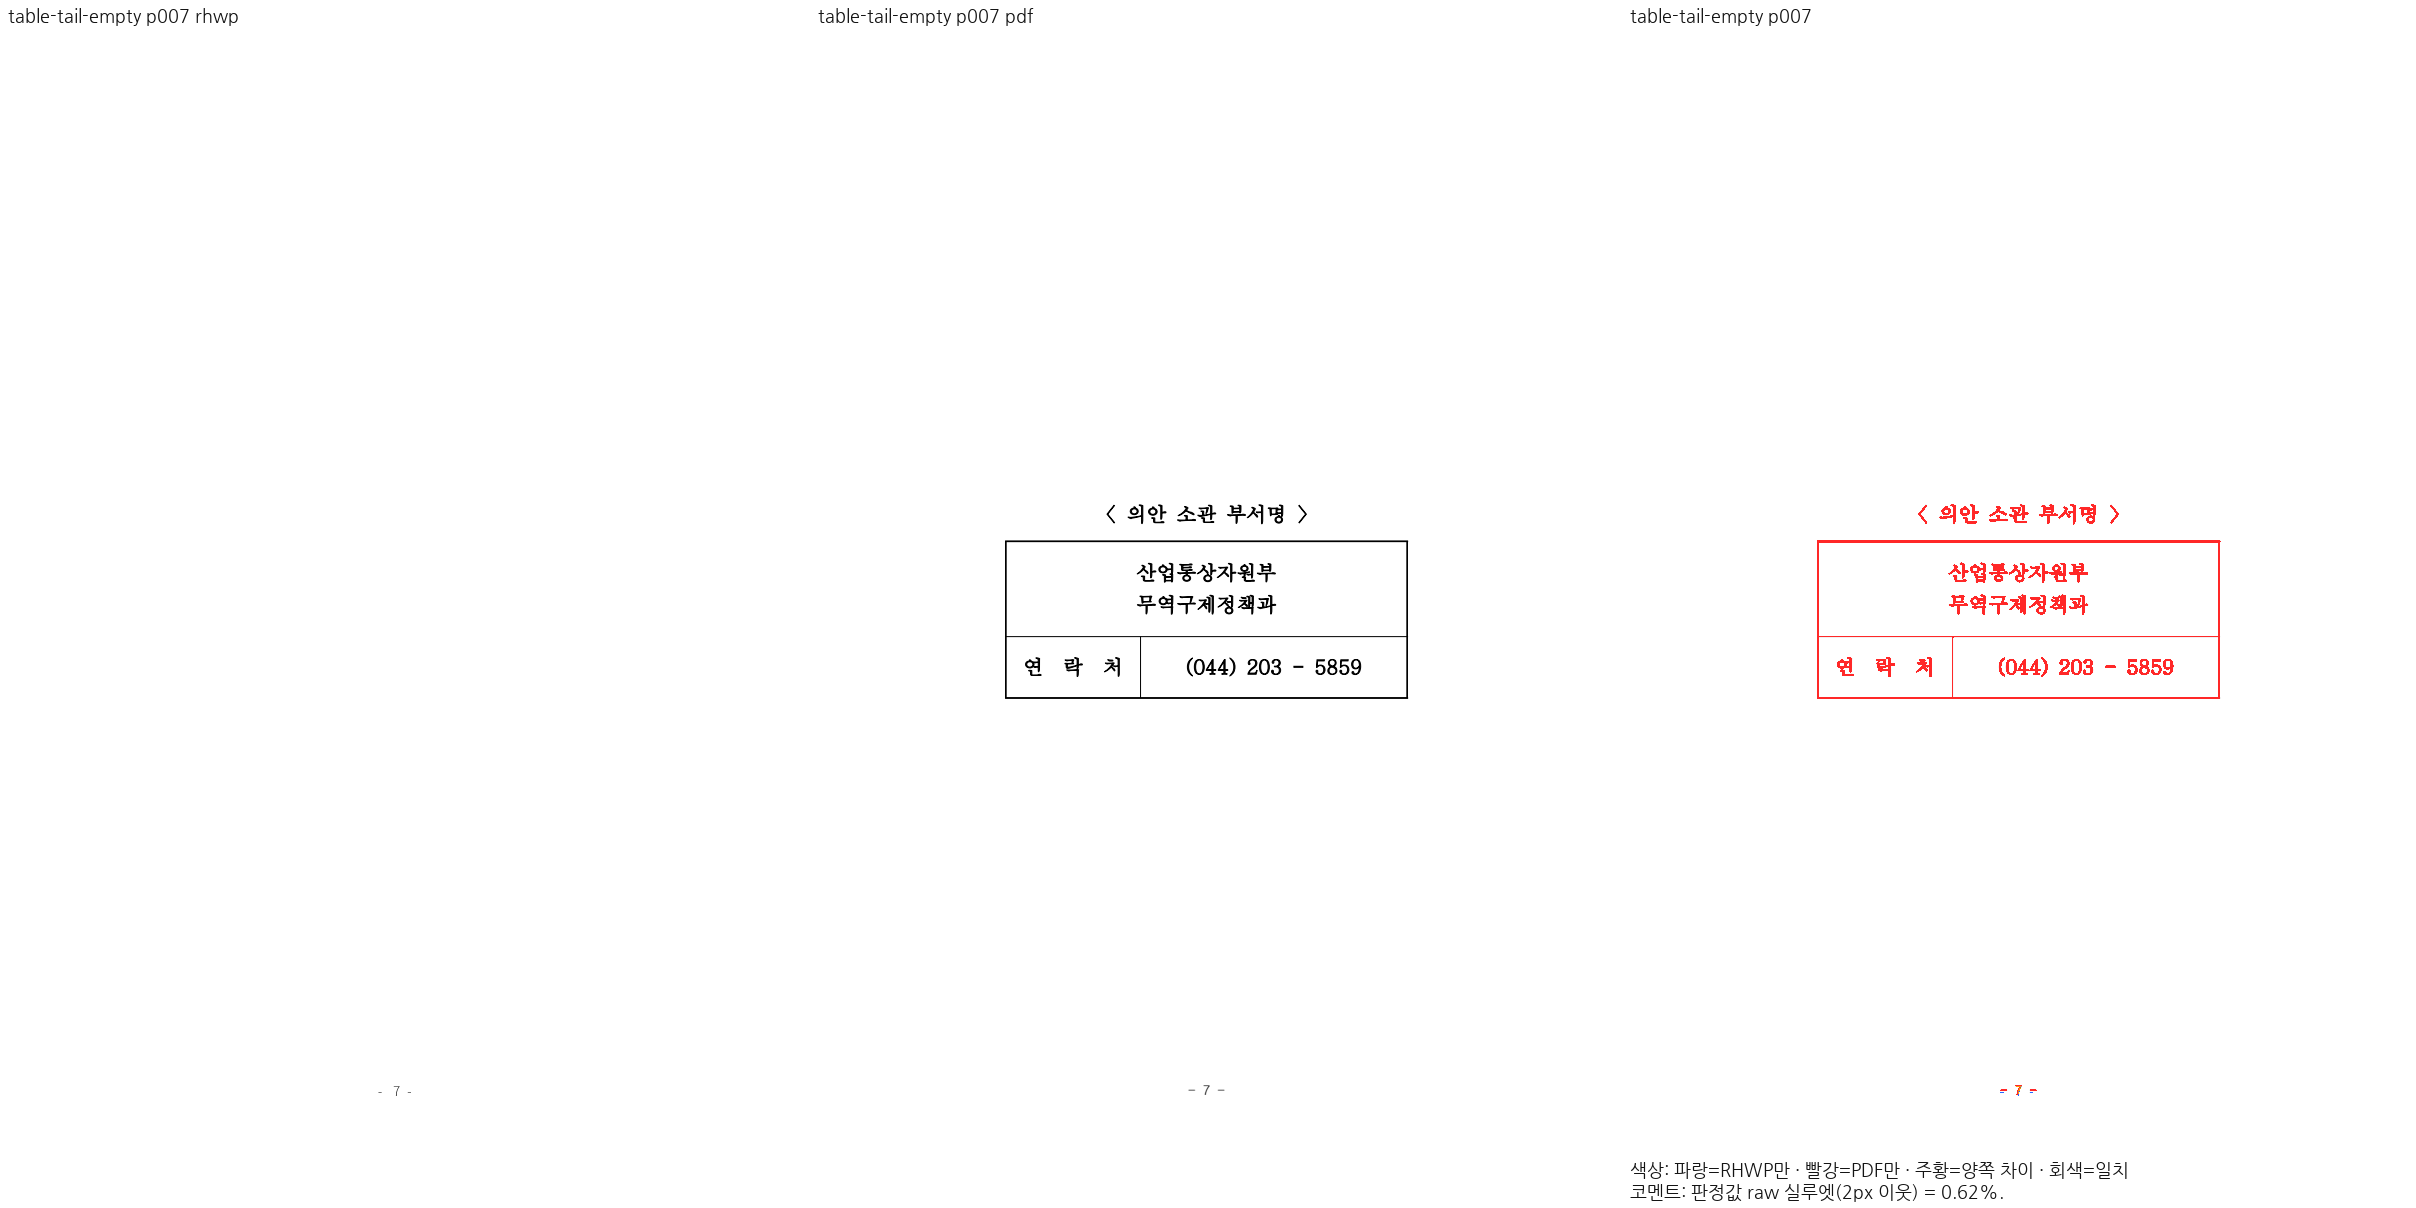 table-tail-empty p007 rhwp
- 7 -
table-tail-empty p007 pdf
〈 의안 소관 부서명 〉
산업통상자원부
무역구제정책과
연 락 처
(044) 203 - 5859
- 7 -
table-tail-empty p007
〈 의안 소관 부서명 〉
산업통상자원부
무역구제정책과
연 락 처
(044) 203 - 5859
- 7 -
색상: 파랑=RHWP만 · 빨강=PDF만 · 주황=양쪽 차이 · 회색=일치
코멘트: 판정값 raw 실루엣(2px 이웃) = 0.62%.